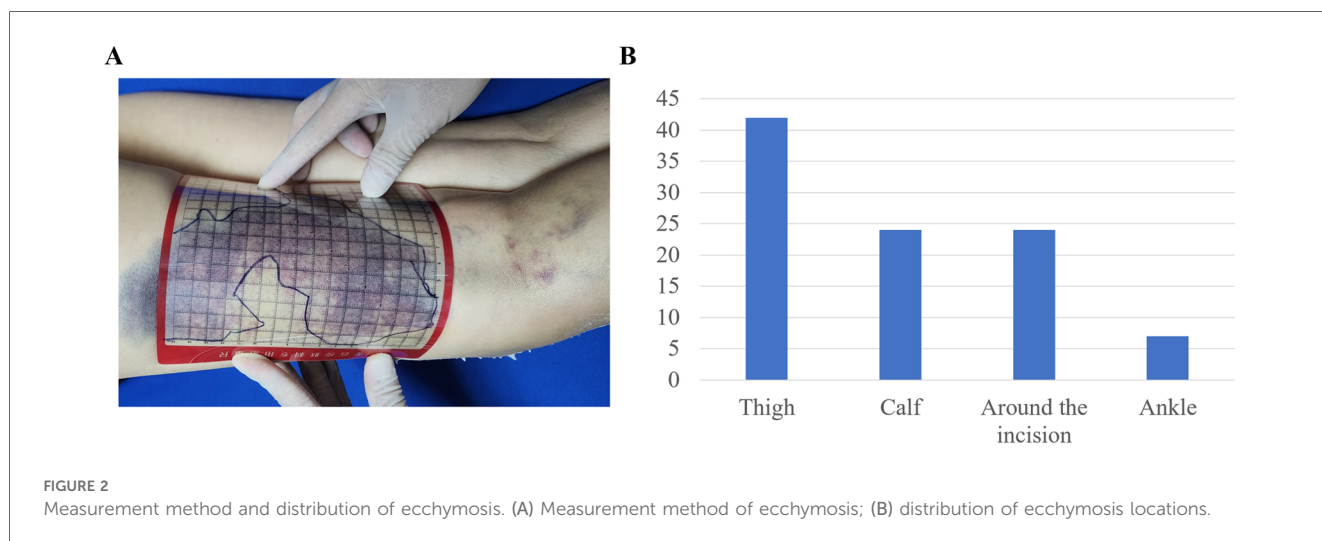 A
B
45
40
35
30
25
20
15
10
5
0
Thigh
Calf
Around the
incision
Ankle
FIGURE 2
Measurement method and distribution of ecchymosis. (A) Measurement method of ecchymosis; (B) distribution of ecchymosis locations.